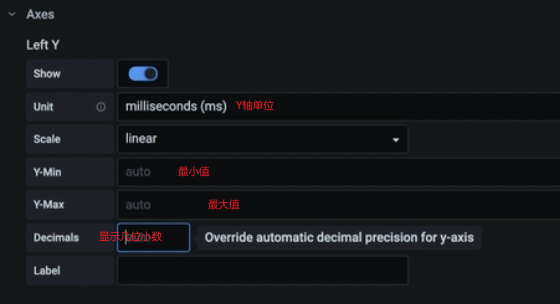 Axes
Left Y
Show
Unit milliseconds (ms) Y轴单位
Scale linear
Y-Min auto 最小值
Y-Max auto 最大值
Decimals 显示几位小数 Override automatic decimal precision for y-axis
Label